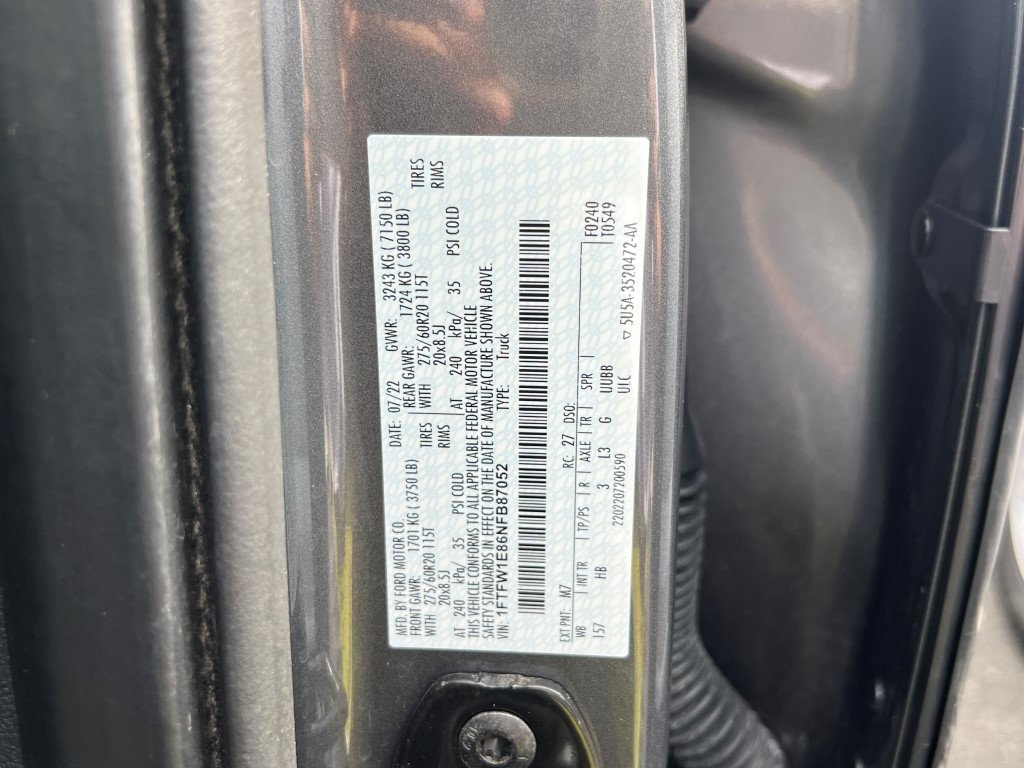 MFD. BY FORD MOTOR CO.
DATE: 07/22 GVWR: 3243 KG ( 7150 LB)
FRONT GAWR: 1701 KG ( 3750 LB) REAR GAWR: 1724 KG ( 3800 LB)
WITH 275/60R20 115T TIRES WITH 275/60R20 115T TIRES
20x8.5J RIMS 20x8.5J RIMS
AT 240 kPa/ 35 PSI COLD AT 240 kPa/ 35 PSI COLD
THIS VEHICLE CONFORMS TO ALL APPLICABLE FEDERAL MOTOR VEHICLE
SAFETY STANDARDS IN EFFECT ON THE DATE OF MANUFACTURE SHOWN ABOVE.
VIN: 1FTFW1E86NFB87052 TYPE: Truck
EXT PNT: M7 RC: 27 DSO: F0240
WB | INT TR | TP/PS | R | AXLE | TR | SPR | T0549
157 HB 3 L3 G UUBB
2202207200590 UIC
▽ 5U5A-3520472-AA